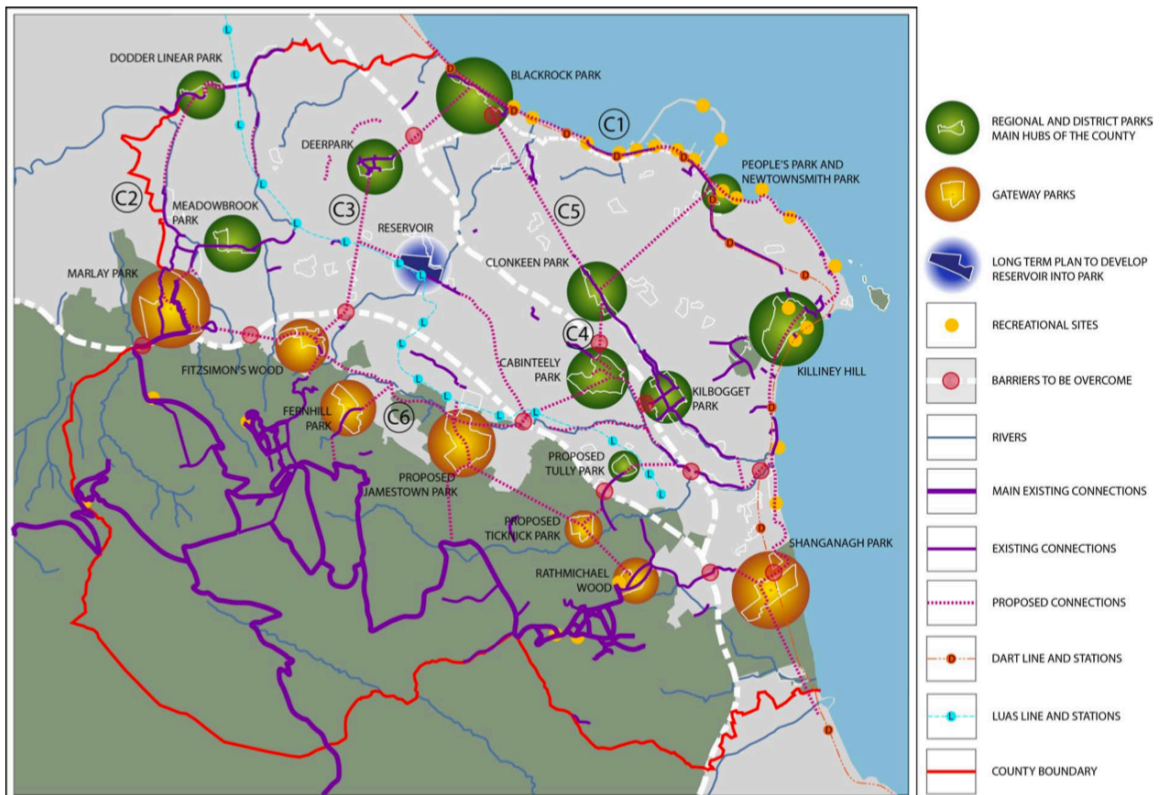 DODDER LINEAR PARK
BLACKROCK PARK
C1
DEERPARK
PEOPLE'S PARK AND
NEWTOWNSMITH PARK
C2
MEADOWBROOK
PARK
C3
C5
RESERVOIR
CLONKEEN PARK
MARLAY PARK
C4
FITZSIMON'S WOOD
CABINTEELY
PARK
KILLINEY HILL
KILBOGGET
PARK
FERNHILL
PARK
C6
PROPOSED
TULLY PARK
PROPOSED
JAMESTOWN PARK
PROPOSED
TICKNICK PARK
SHANGANAGH PARK
RATHMICHAEL
WOOD
REGIONAL AND DISTRICT PARKS
MAIN HUBS OF THE COUNTY
GATEWAY PARKS
LONG TERM PLAN TO DEVELOP
RESERVOIR INTO PARK
RECREATIONAL SITES
BARRIERS TO BE OVERCOME
RIVERS
MAIN EXISTING CONNECTIONS
EXISTING CONNECTIONS
PROPOSED CONNECTIONS
D
DART LINE AND STATIONS
L
LUAS LINE AND STATIONS
COUNTY BOUNDARY